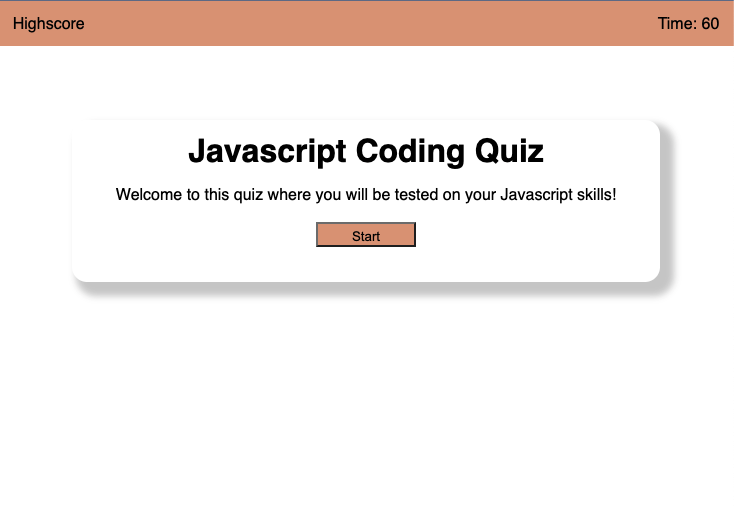 Highscore
Time: 60
Javascript Coding Quiz
Welcome to this quiz where you will be tested on your Javascript skills!
Start